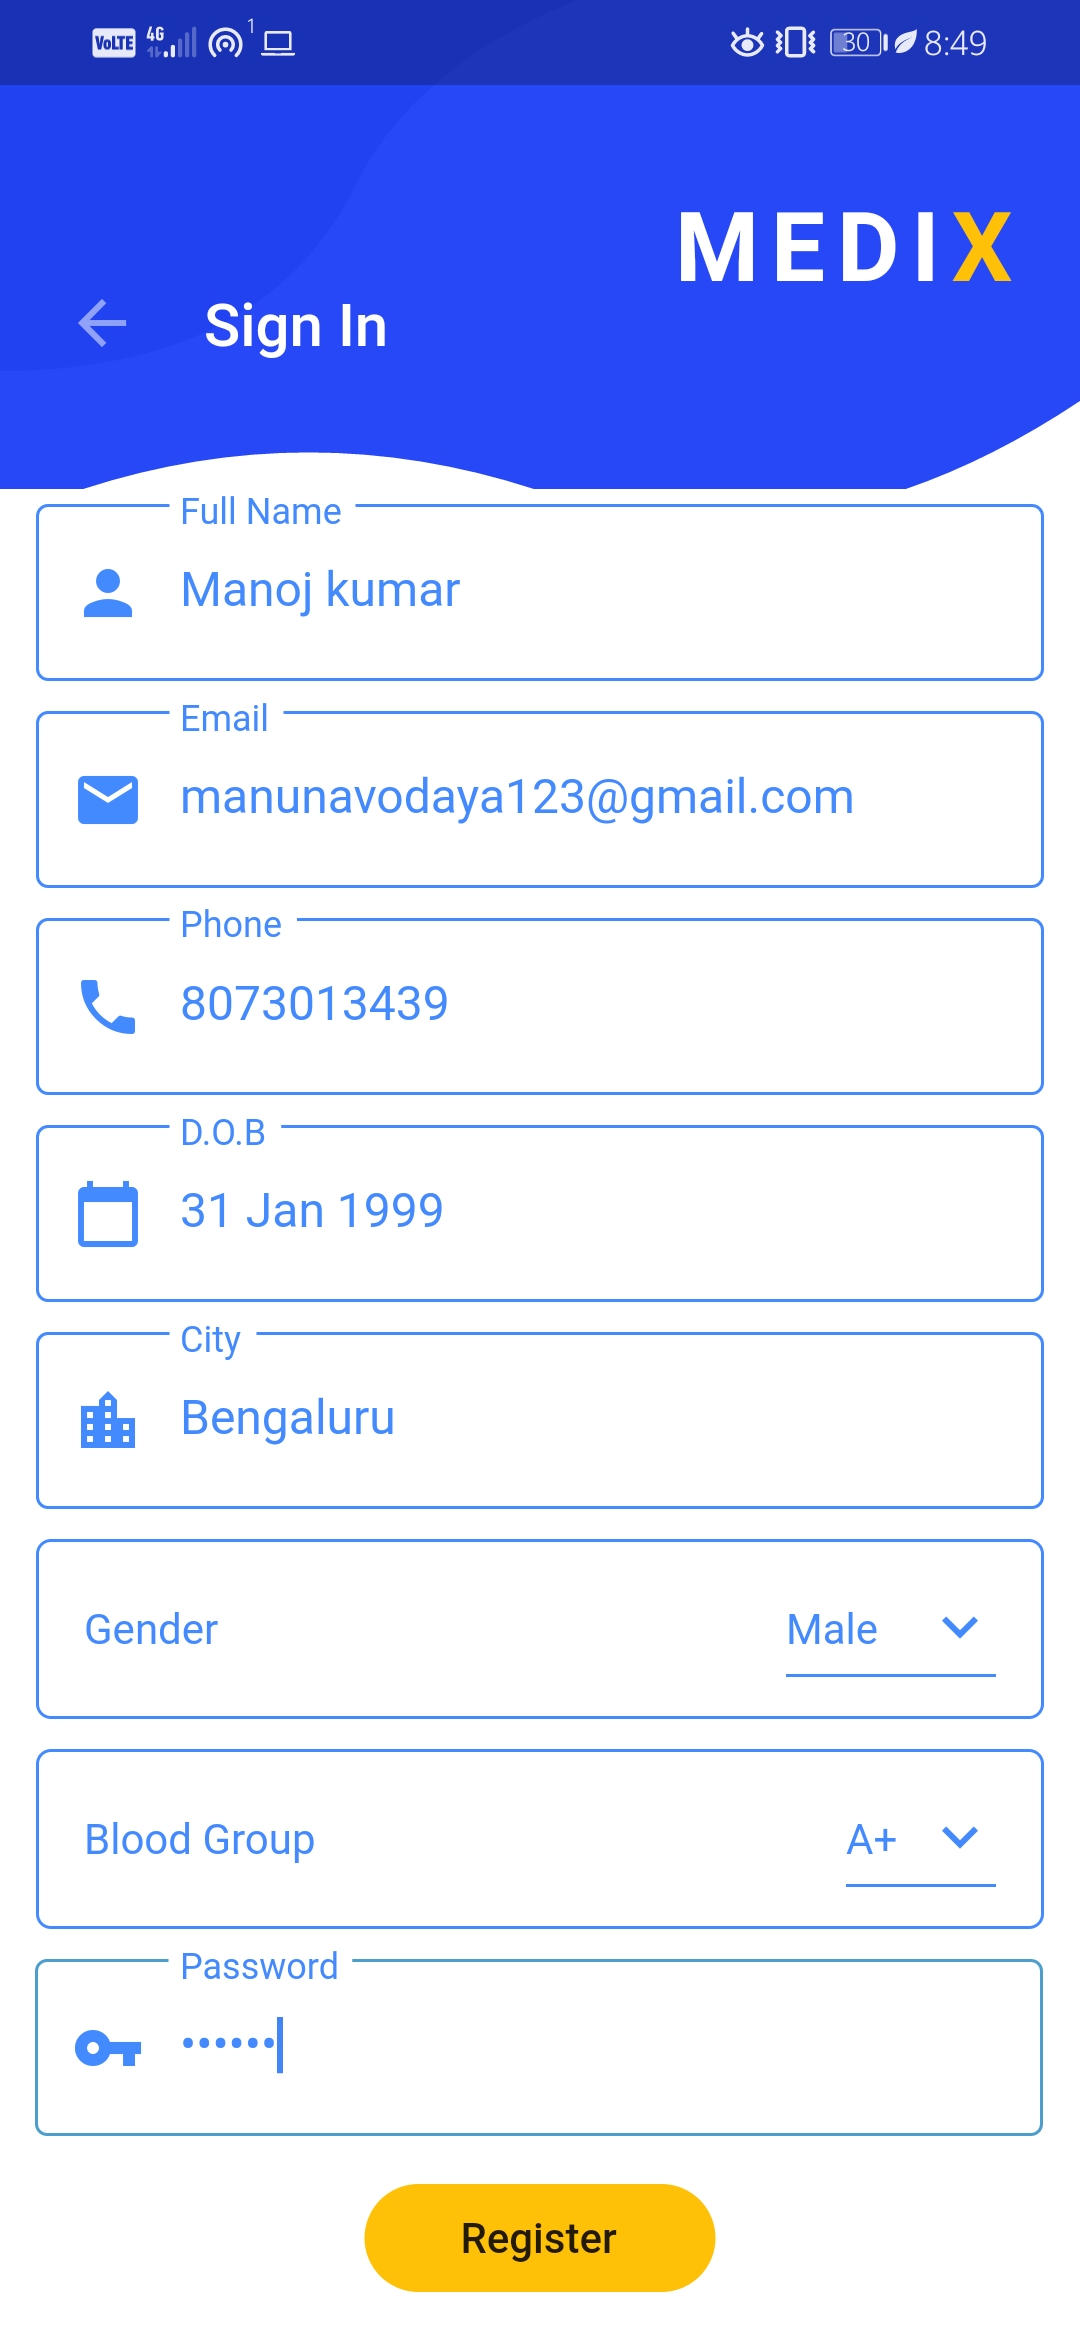 VoLTE 4G 1 30 8:49
MEDIX
Sign In
Full Name
Manoj kumar
Email
manunavodaya123@gmail.com
Phone
8073013439
D.O.B
31 Jan 1999
City
Bengaluru
Gender Male
Blood Group A+
Password
••••••
Register